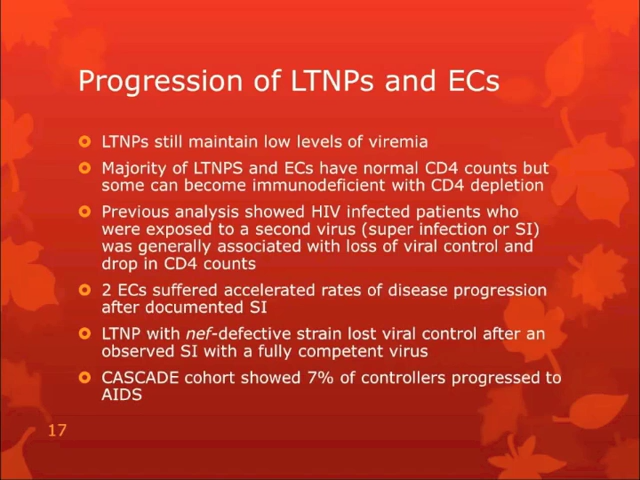 Progression of LTNPs and ECs
LTNPs still maintain low levels of viremia
Majority of LTNPS and ECs have normal CD4 counts but
some can become immunodeficient with CD4 depletion
Previous analysis showed HIV infected patients who
were exposed to a second virus (super infection or SI)
was generally associated with loss of viral control and
drop in CD4 counts
2 ECs suffered accelerated rates of disease progression
after documented SI
LTNP with nef-defective strain lost viral control after an
observed SI with a fully competent virus
CASCADE cohort showed 7% of controllers progressed to
AIDS
17